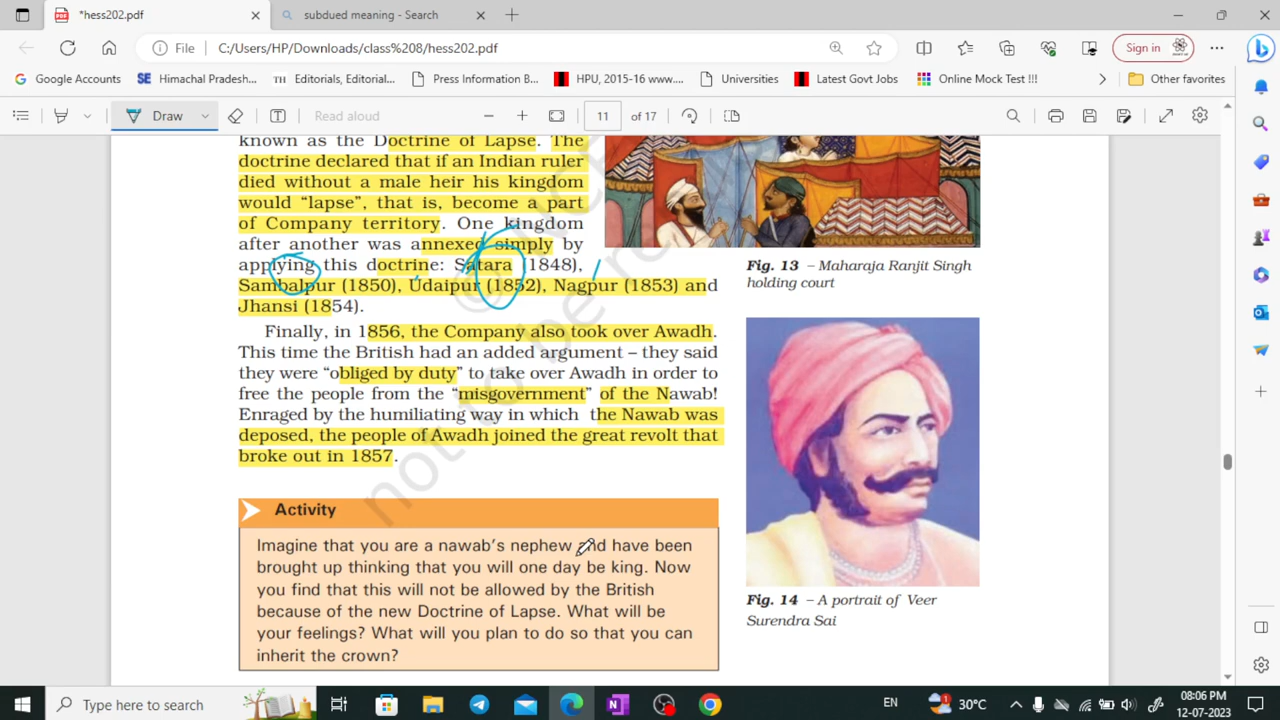 *hess202.pdf
subdued meaning - Search
File
C:/Users/HP/Downloads/class%208/hess202.pdf
Sign in
Google Accounts
SE Himachal Pradesh...
TH Editorials, Editorial...
Press Information B...
HPU, 2015-16 www....
Universities
Latest Govt Jobs
Online Mock Test !!!
Other favorites
Draw
Read aloud
11 of 17
known as the Doctrine of Lapse. The
doctrine declared that if an Indian ruler
died without a male heir his kingdom
would “lapse”, that is, become a part
of Company territory. One kingdom
after another was annexed simply by
applying this doctrine: Satara (1848),
Sambalpur (1850), Udaipur (1852), Nagpur (1853) and
Jhansi (1854).
Finally, in 1856, the Company also took over Awadh.
This time the British had an added argument – they said
they were “obliged by duty” to take over Awadh in order to
free the people from the “misgovernment” of the Nawab!
Enraged by the humiliating way in which the Nawab was
deposed, the people of Awadh joined the great revolt that
broke out in 1857.
Fig. 13 – Maharaja Ranjit Singh
holding court
Activity
Imagine that you are a nawab’s nephew and have been
brought up thinking that you will one day be king. Now
you find that this will not be allowed by the British
because of the new Doctrine of Lapse. What will be
your feelings? What will you plan to do so that you can
inherit the crown?
Fig. 14 – A portrait of Veer
Surendra Sai
not to be
Type here to search
EN
30°C
08:06 PM
12-07-2023